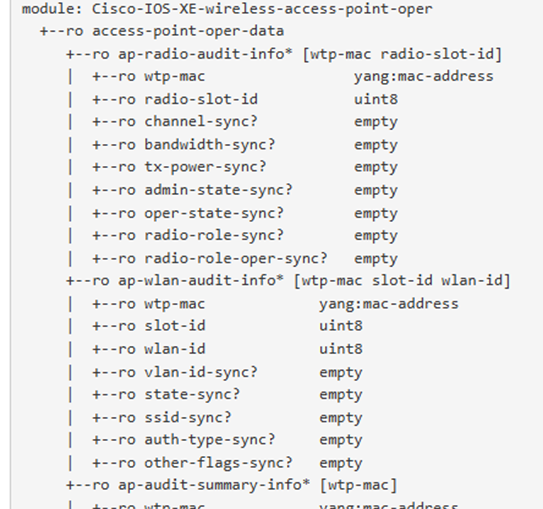 module: Cisco-IOS-XE-wireless-access-point-oper
+--ro access-point-oper-data
+--ro ap-radio-audit-info* [wtp-mac radio-slot-id]
| +--ro wtp-mac yang:mac-address
| +--ro radio-slot-id uint8
| +--ro channel-sync? empty
| +--ro bandwidth-sync? empty
| +--ro tx-power-sync? empty
| +--ro admin-state-sync? empty
| +--ro oper-state-sync? empty
| +--ro radio-role-sync? empty
| +--ro radio-role-oper-sync? empty
+--ro ap-wlan-audit-info* [wtp-mac slot-id wlan-id]
| +--ro wtp-mac yang:mac-address
| +--ro slot-id uint8
| +--ro wlan-id uint8
| +--ro vlan-id-sync? empty
| +--ro state-sync? empty
| +--ro ssid-sync? empty
| +--ro auth-type-sync? empty
| +--ro other-flags-sync? empty
+--ro ap-audit-summary-info* [wtp-mac]
| +--ro wtp-mac yang:mac-address